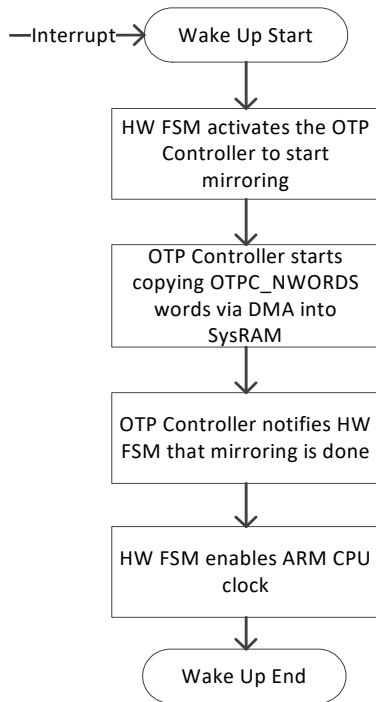 Interrupt
Wake Up Start
HW FSM activates the OTP
Controller to start
mirroring
OTP Controller starts
copying OTPC_NWORDS
words via DMA into
SysRAM
OTP Controller notifies HW
FSM that mirroring is done
HW FSM enables ARM CPU
clock
Wake Up End